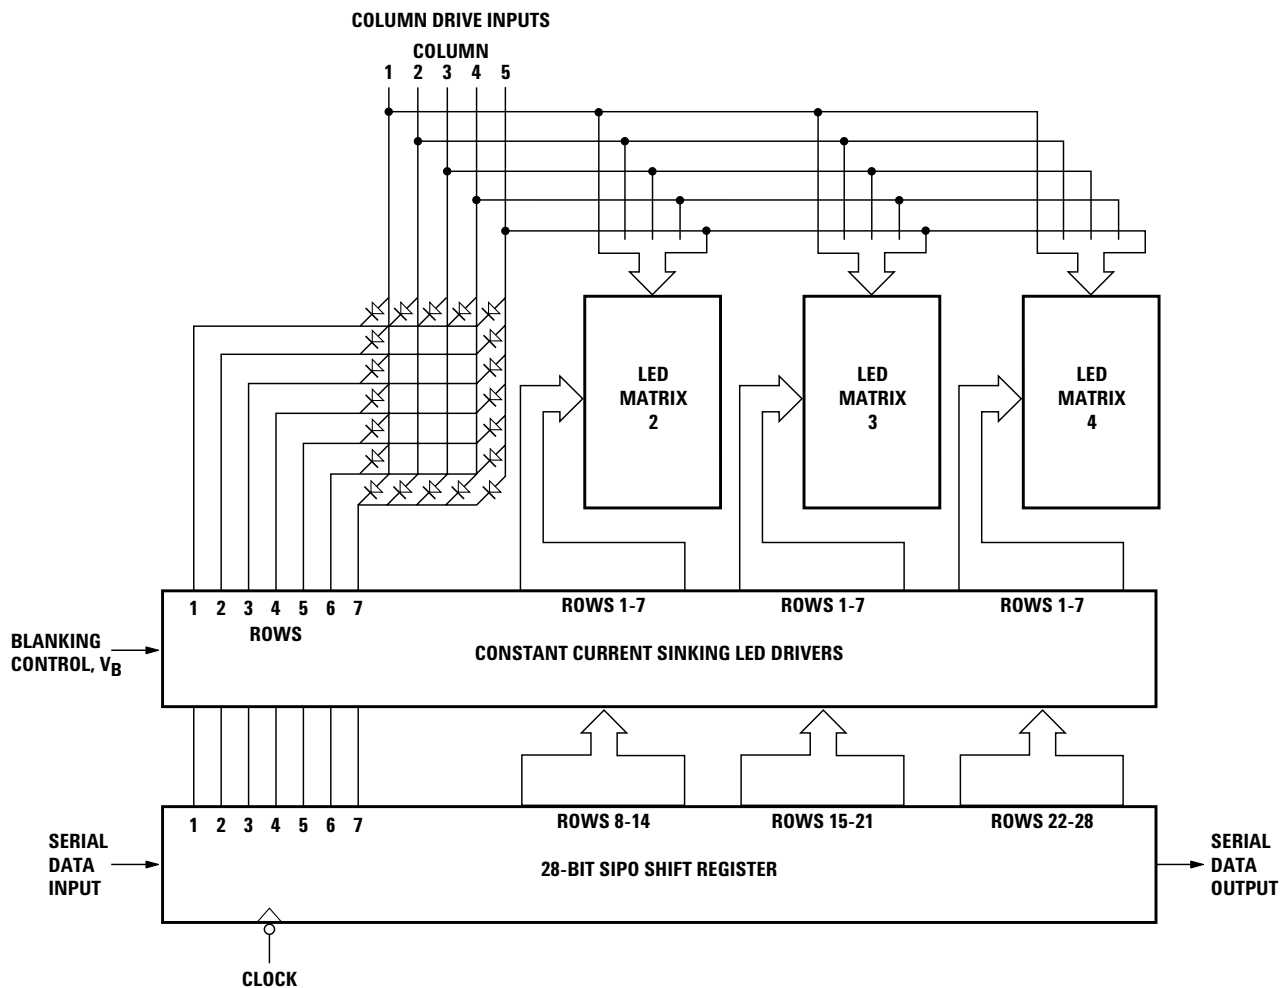 COLUMN DRIVE INPUTS
COLUMN
1 2 3 4 5
LED
MATRIX
2
LED
MATRIX
3
LED
MATRIX
4
1 2 3 4 5 6 7
ROWS
ROWS 1-7
ROWS 1-7
ROWS 1-7
BLANKING
CONTROL, VB
CONSTANT CURRENT SINKING LED DRIVERS
1 2 3 4 5 6 7
ROWS 8-14
ROWS 15-21
ROWS 22-28
SERIAL
DATA
INPUT
28-BIT SIPO SHIFT REGISTER
SERIAL
DATA
OUTPUT
CLOCK